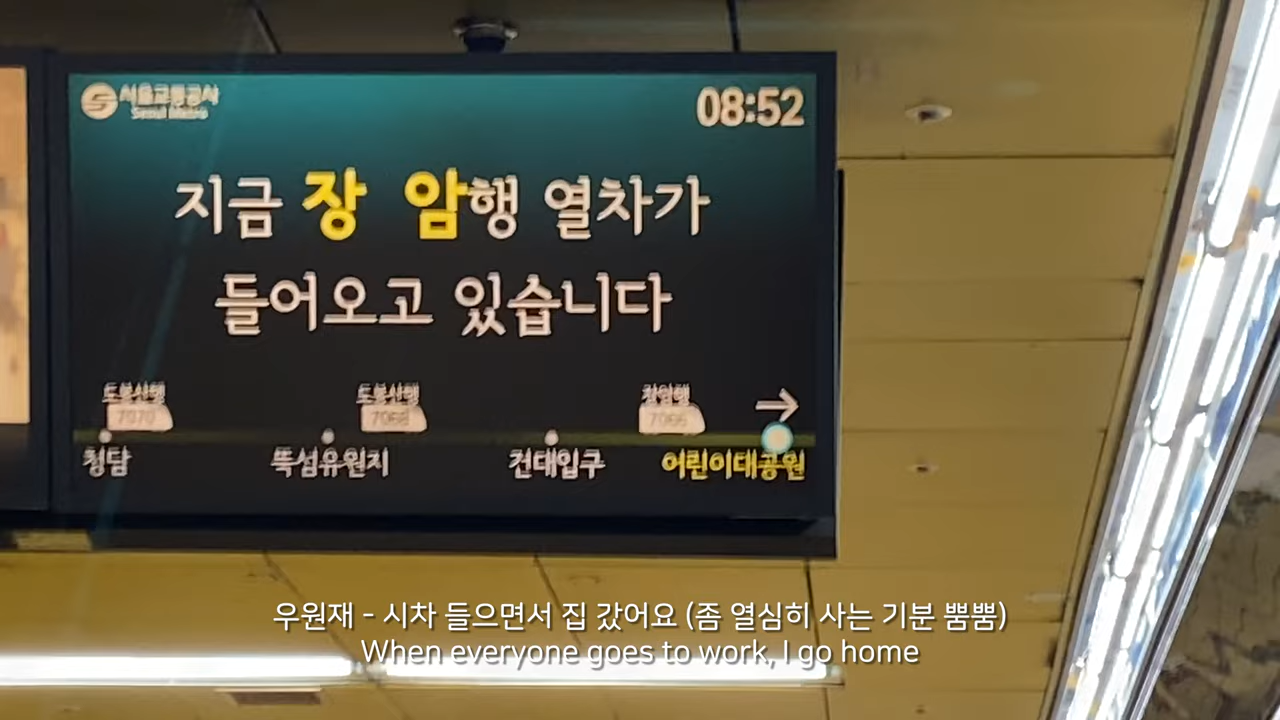 서울교통공사
Seoul Metro
08:52
지금 장 암행 열차가
들어오고 있습니다
도봉산행
도봉산행
장암행
7070
7068
7066
청담
뚝섬유원지
건대입구
어린이대공원
우원재 - 시차 들으면서 집 갔어요 (좀 열심히 사는 기분 뿜뿜)
When everyone goes to work, I go home